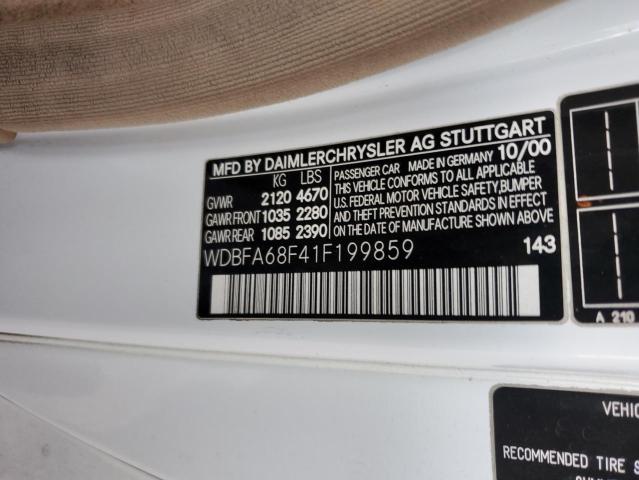 MFD BY DAIMLERCHRYSLER AG STUTTGART
KG LBS
GVWR 2120 4670
GAWR FRONT 1035 2280
GAWR REAR 1085 2390
PASSENGER CAR MADE IN GERMANY 10/00
THIS VEHICLE CONFORMS TO ALL APPLICABLE
U.S. FEDERAL MOTOR VEHICLE SAFETY, BUMPER
AND THEFT PREVENTION STANDARDS IN EFFECT
ON THE DATE OF MANUFACTURE SHOWN ABOVE.
WDBFA68F41F199859
143
A 210
VEHIC
RECOMMENDED TIRE S